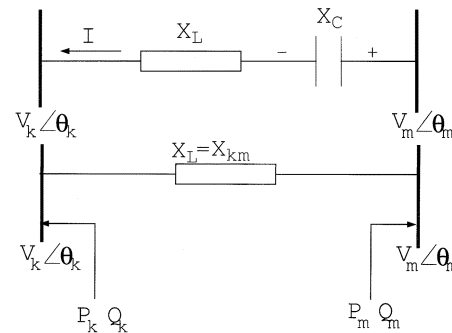 I X_L − X_C +
V_k∠θ_k V_m∠θ_m
X_L=X_km
V_k∠θ_k V_m∠θ_m
P_k Q_k P_m Q_m